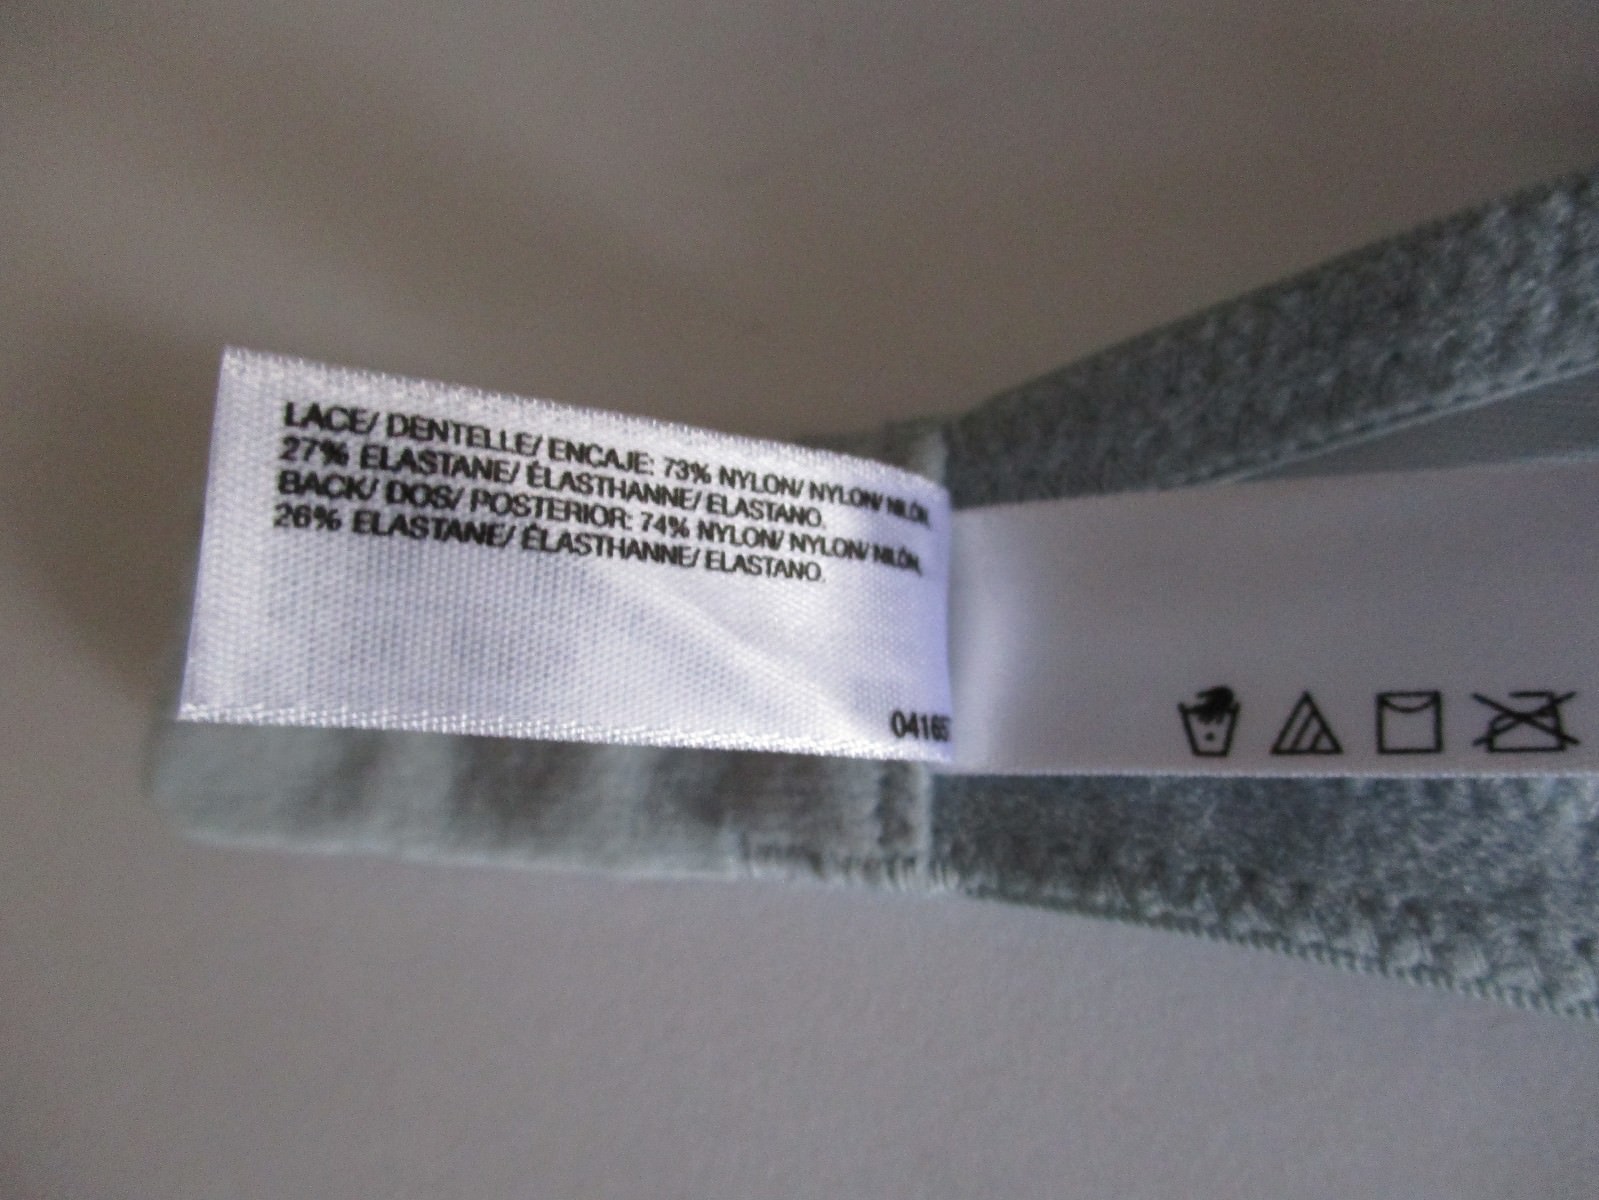 LACE/ DENTELLE/ ENCAJE: 73% NYLON/ NYLON/ NILÓN,
27% ELASTANE/ ÉLASTHANNE/ ELASTANO.
BACK/ DOS/ POSTERIOR: 74% NYLON/ NYLON/ NILÓN,
26% ELASTANE/ ÉLASTHANNE/ ELASTANO.
04165